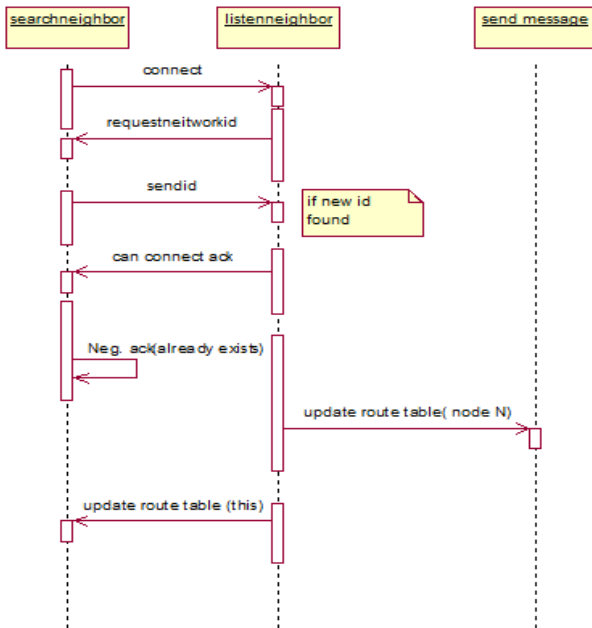 searchneighbor
listenneighbor
send message
connect
requestneitworkid
sendid
if new id
found
can connect ack
Neg. ack(already exists)
update route table( node N)
update route table (this)